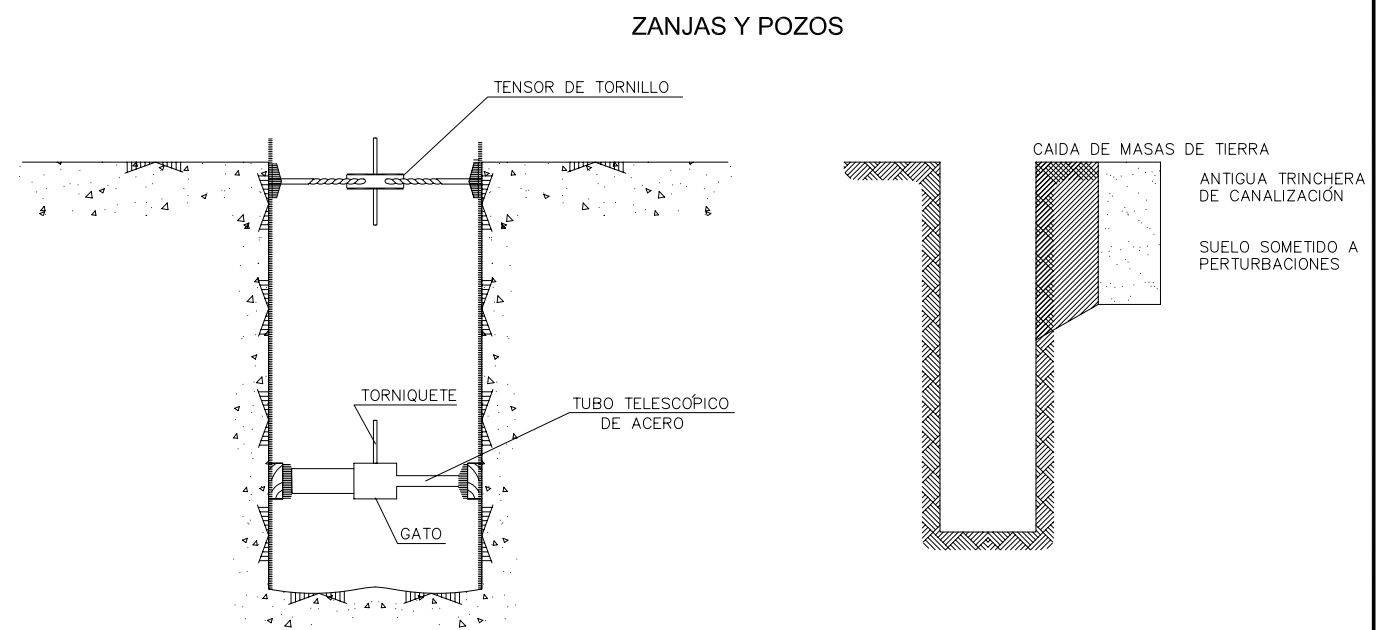 ZANJAS Y POZOS
TENSOR DE TORNILLO
CAIDA DE MASAS DE TIERRA
ANTIGUA TRINCHERA
DE CANALIZACIÓN
SUELO SOMETIDO A
PERTURBACIONES
TORNIQUETE
TUBO TELESCÓPICO
DE ACERO
GATO